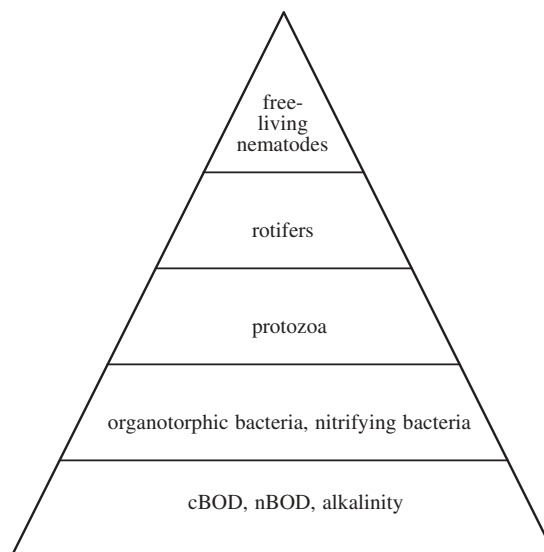 free-
living
nematodes
rotifers
protozoa
organotorphic bacteria, nitrifying bacteria
cBOD, nBOD, alkalinity